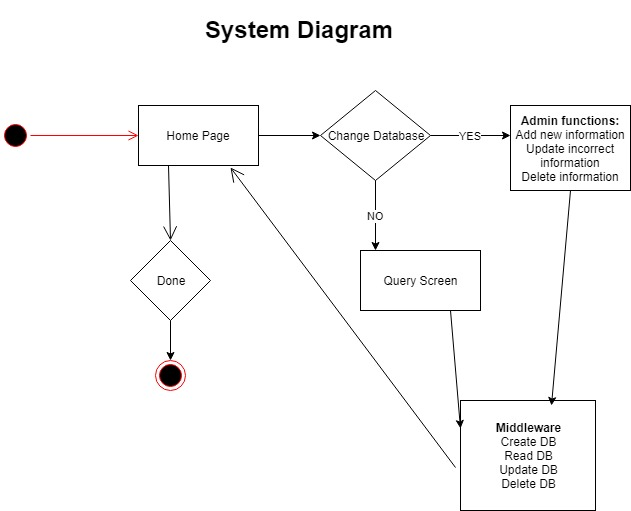 System Diagram
Home Page
Change Database
YES
Admin functions:
Add new information
Update incorrect
information
Delete information
NO
Done
Query Screen
Middleware
Create DB
Read DB
Update DB
Delete DB